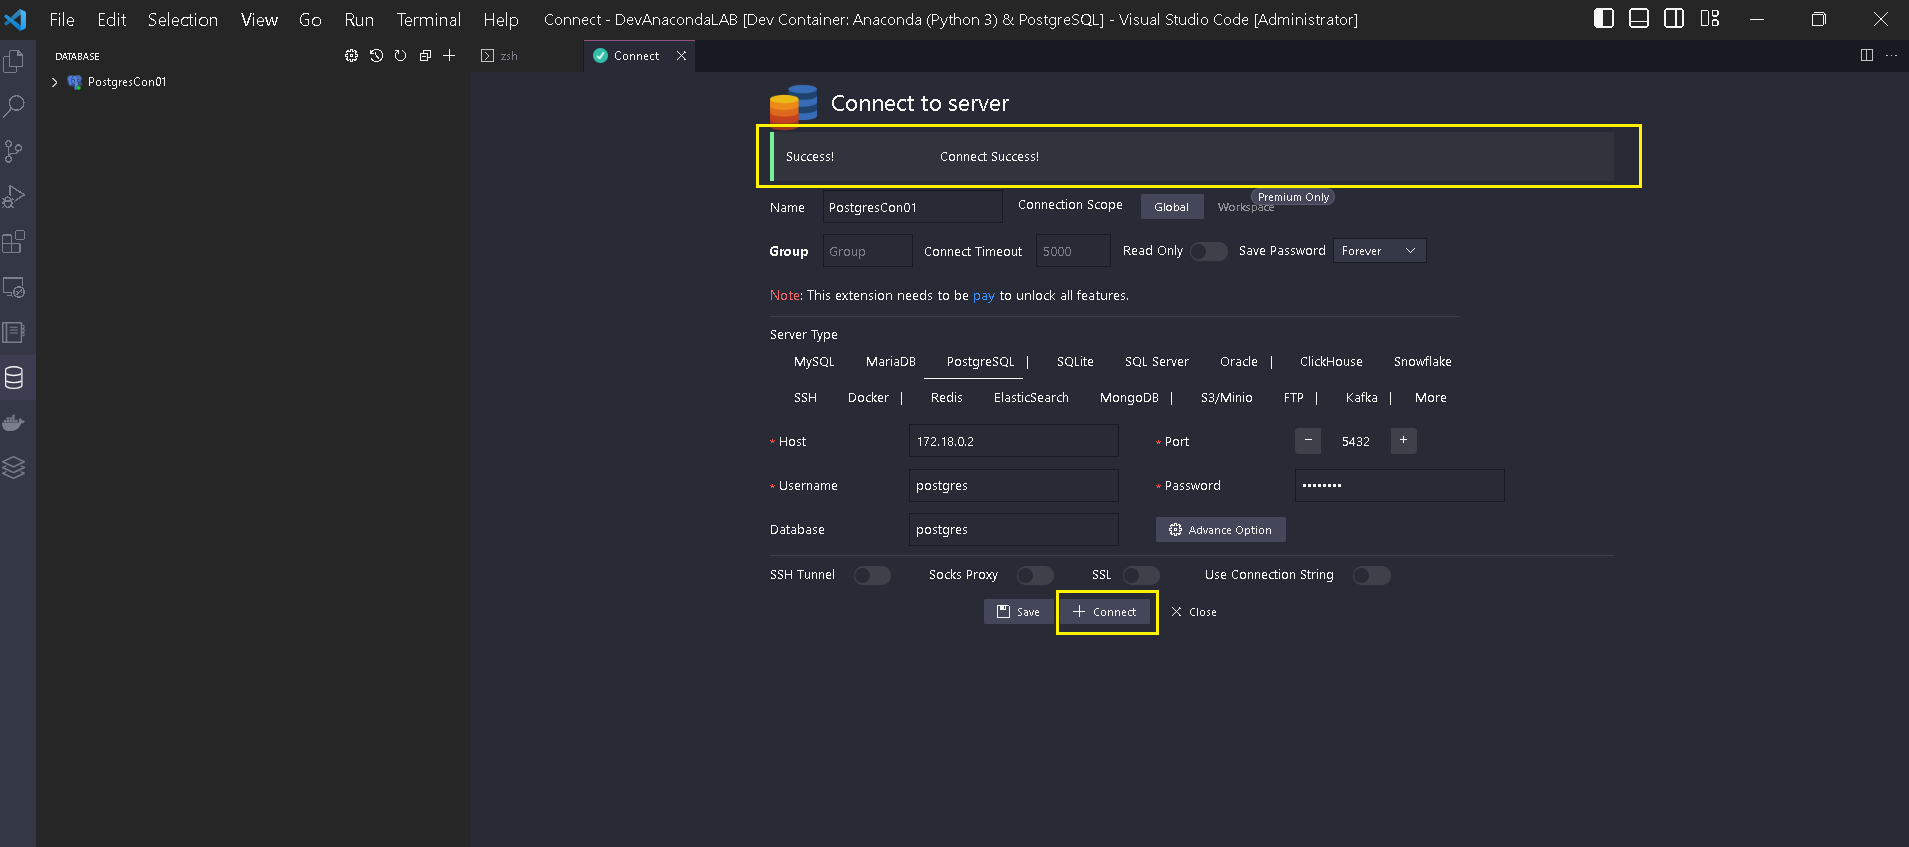 File Edit Selection View Go Run Terminal Help Connect - DevAnacondaLAB [Dev Container: Anaconda (Python 3) & PostgreSQL] - Visual Studio Code [Administrator]
DATABASE
zsh Connect
PostgresCon01
Connect to server
Success! Connect Success!
Premium Only
Name PostgresCon01 Connection Scope Global Workspace
Group Group Connect Timeout 5000 Read Only Save Password Forever
Note: This extension needs to be pay to unlock all features.
Server Type
MySQL MariaDB PostgreSQL | SQLite SQL Server Oracle | ClickHouse Snowflake
SSH Docker | Redis ElasticSearch MongoDB | S3/Minio FTP | Kafka | More
* Host 172.18.0.2 * Port − 5432 +
* Username postgres * Password ••••••••
Database postgres Advance Option
SSH Tunnel Socks Proxy SSL Use Connection String
Save + Connect Close